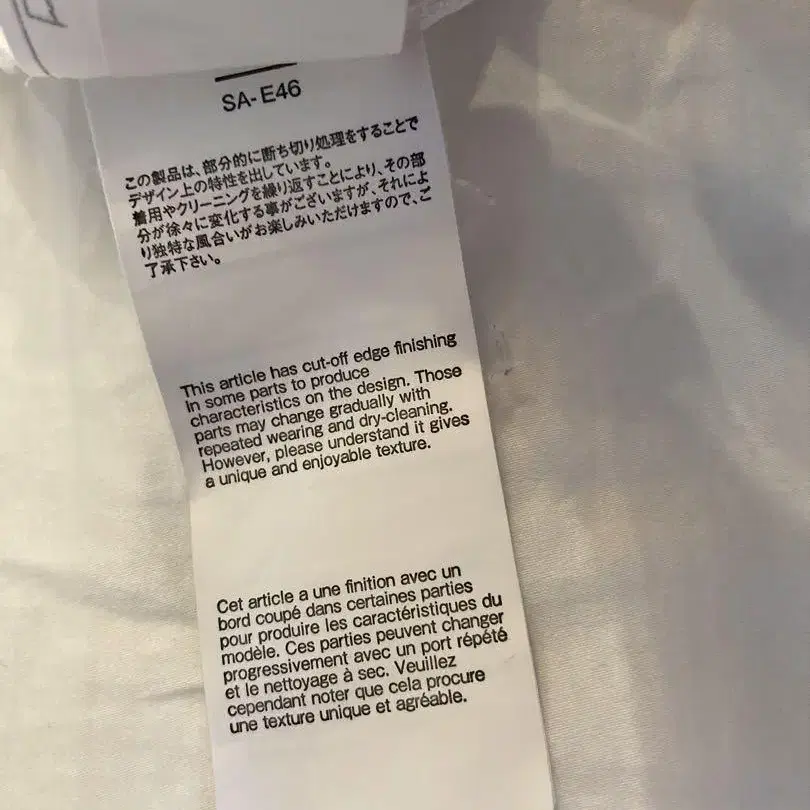 SA-E46
この製品は、部分的に断ち切り処理をすることで
デザイン上の特性を出しています。
着用やクリーニングを繰り返すことにより、その部
分が徐々に変化する事がございますが、それによ
り独特な風合いがお楽しみいただけますので、ご
了承下さい。
This article has cut-off edge finishing
In some parts to produce
characteristics on the design. Those
parts may change gradually with
repeated wearing and dry-cleaning.
However, please understand it gives
a unique and enjoyable texture.
Cet article a une finition avec un
bord coupé dans certaines parties
pour produire les caractéristiques du
modèle. Ces parties peuvent changer
progressivement avec un port répété
et le nettoyage à sec. Veuillez
cependant noter que cela procure
une texture unique et agréable.